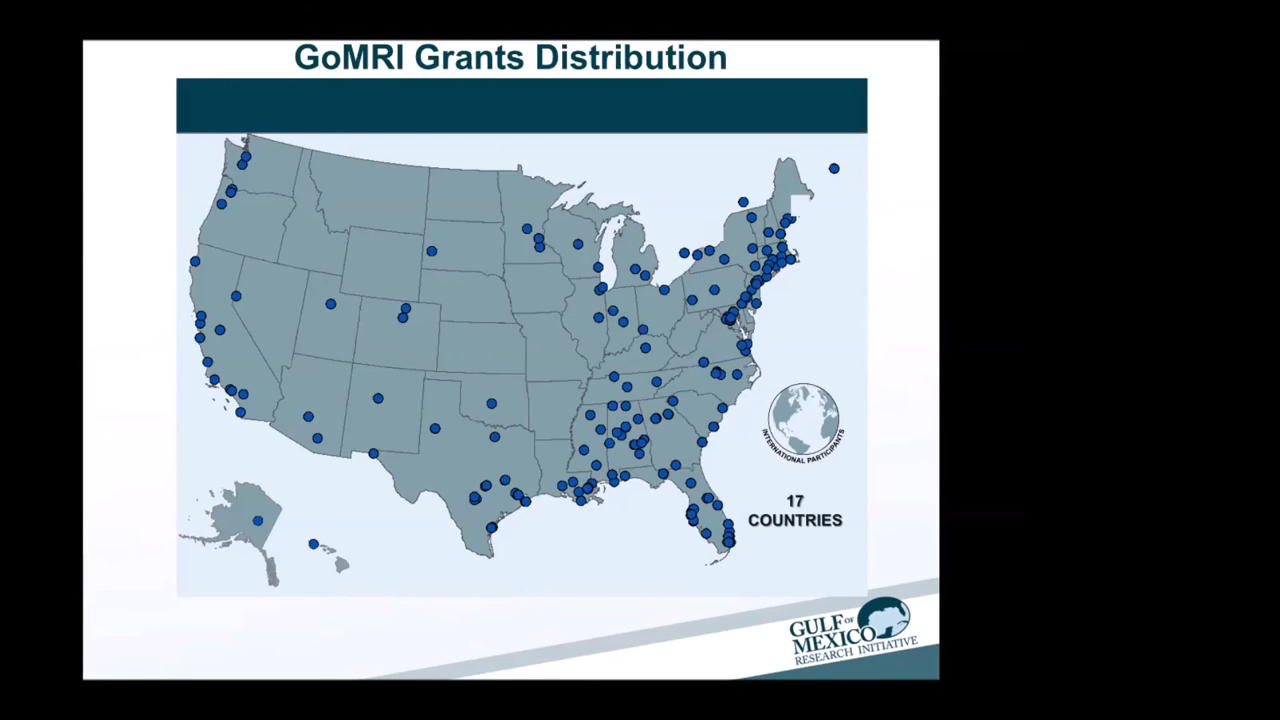 GoMRI Grants Distribution
INTERNATIONAL PARTICIPANTS
17
COUNTRIES
GULF OF
MEXICO
RESEARCH INITIATIVE